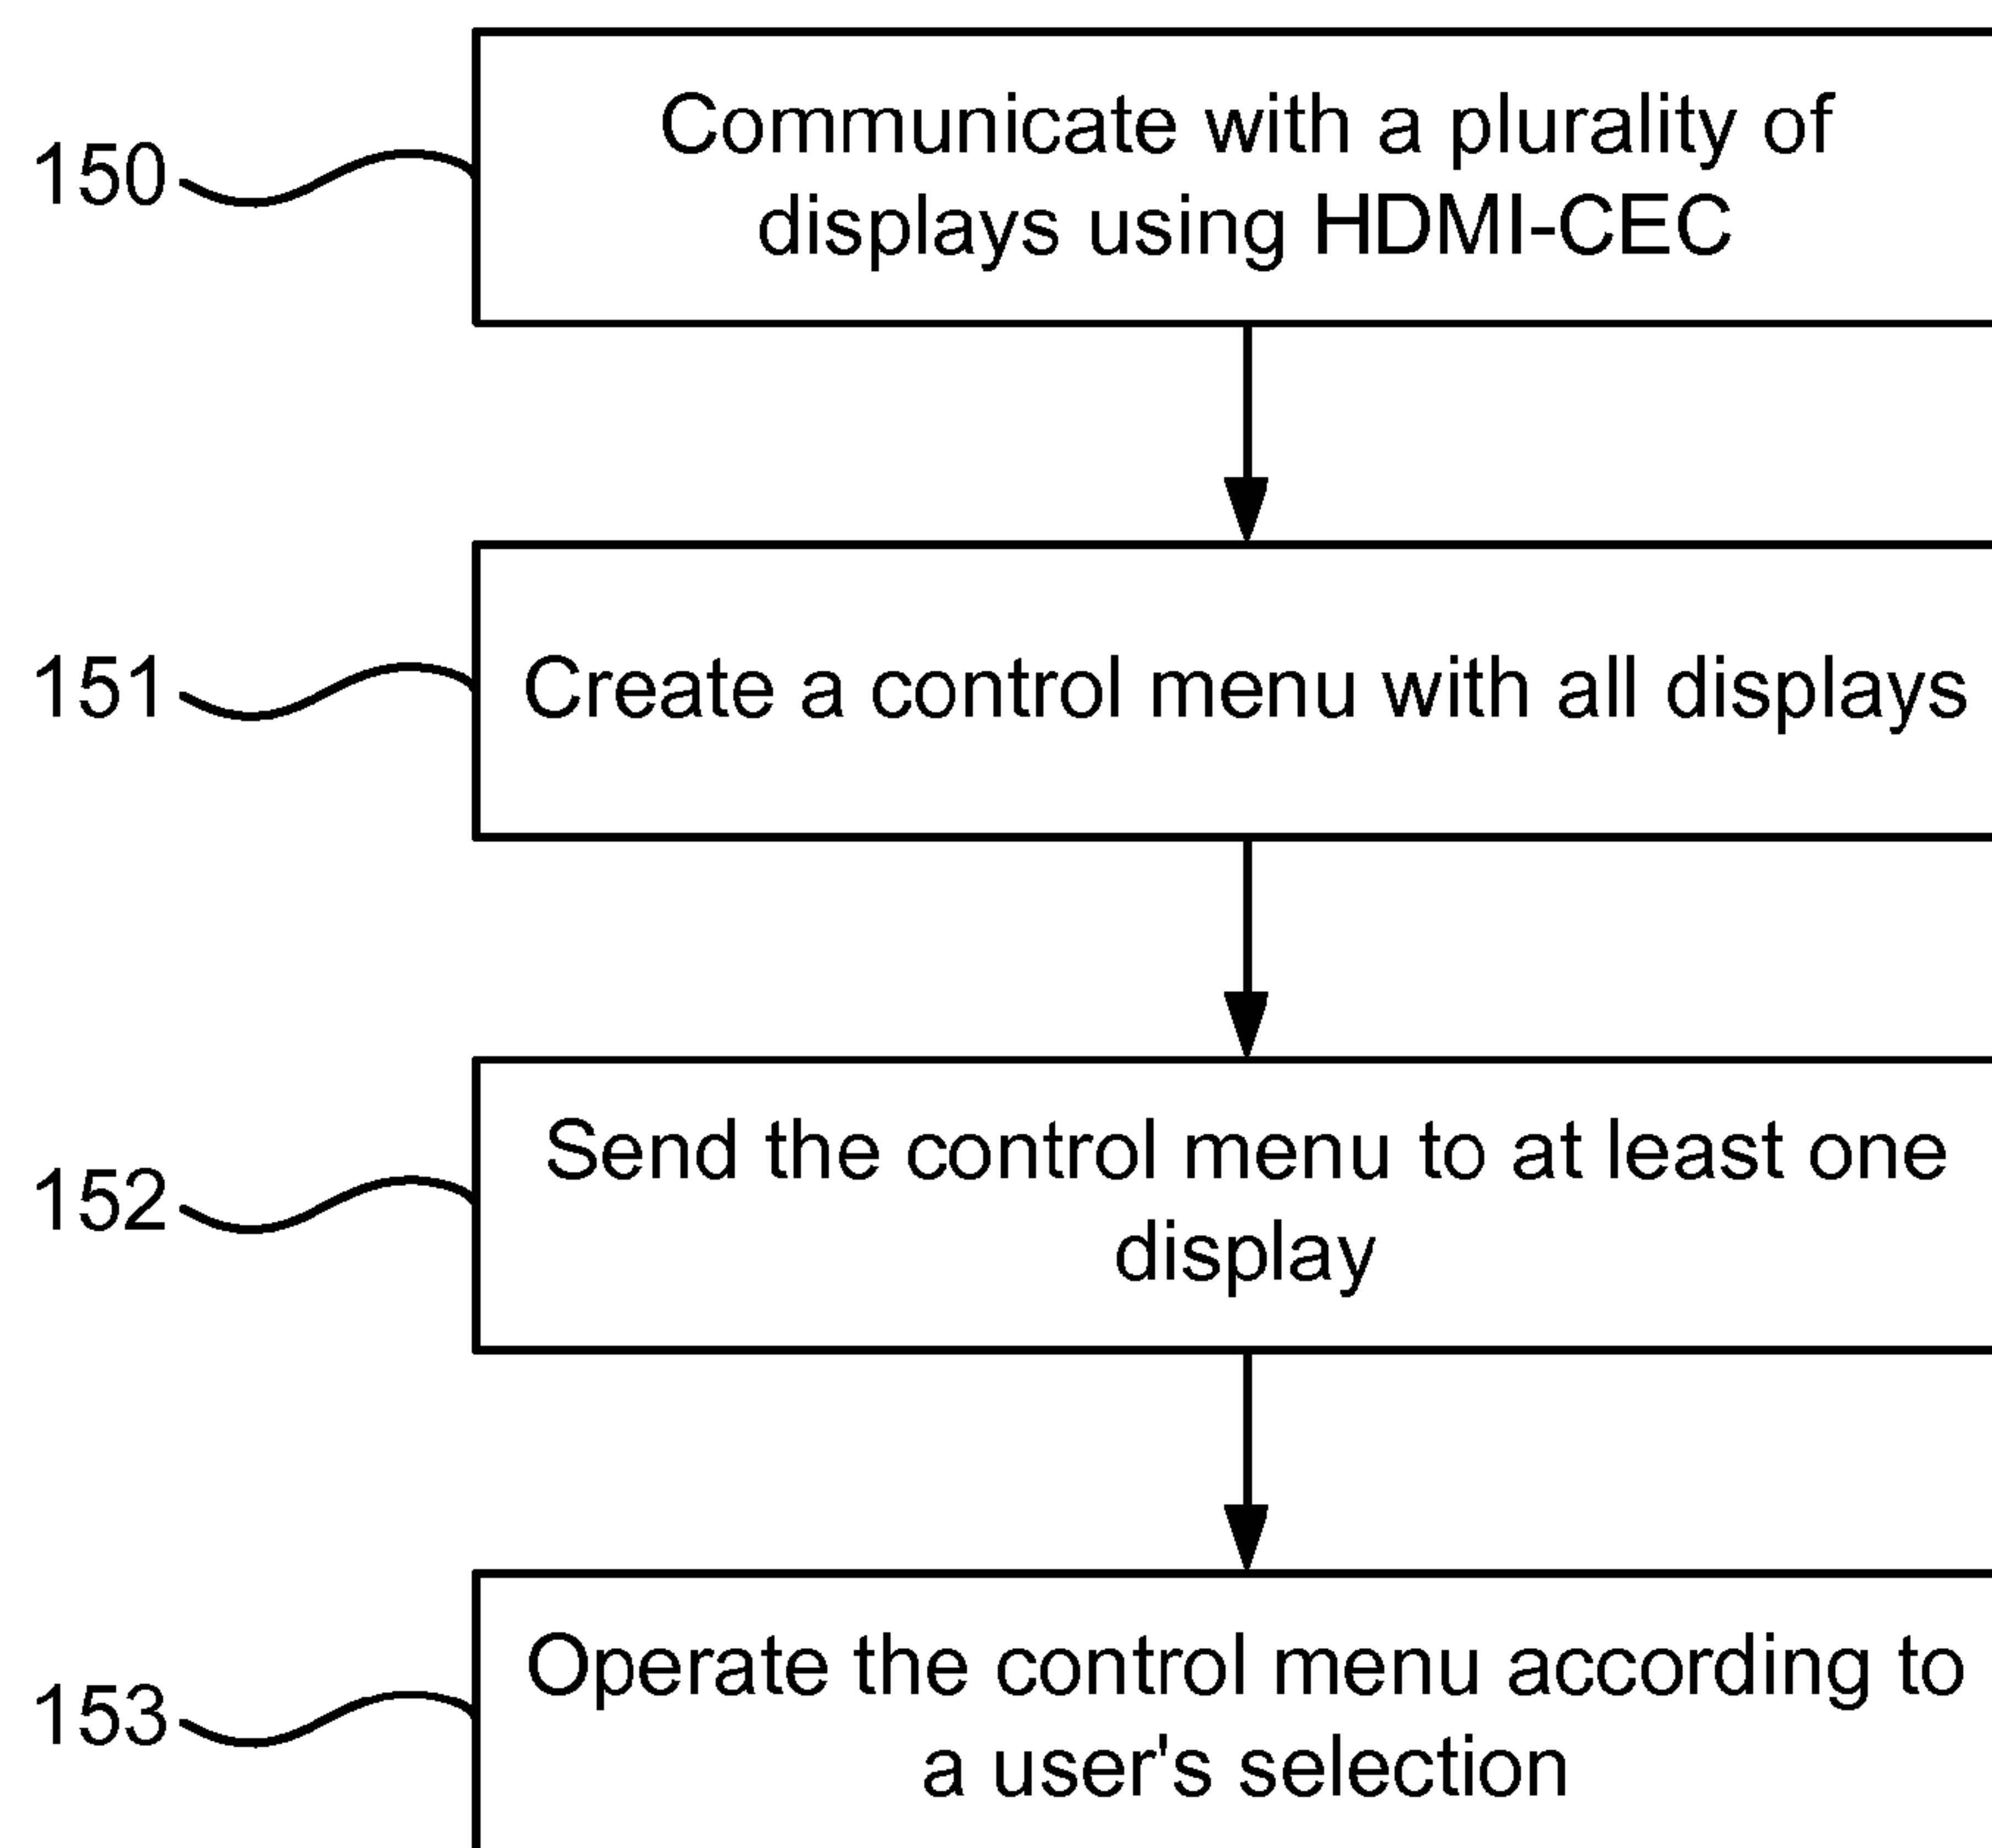 150
Communicate with a plurality of
displays using HDMI-CEC
151
Create a control menu with all displays
152
Send the control menu to at least one
display
153
Operate the control menu according to
a user's selection